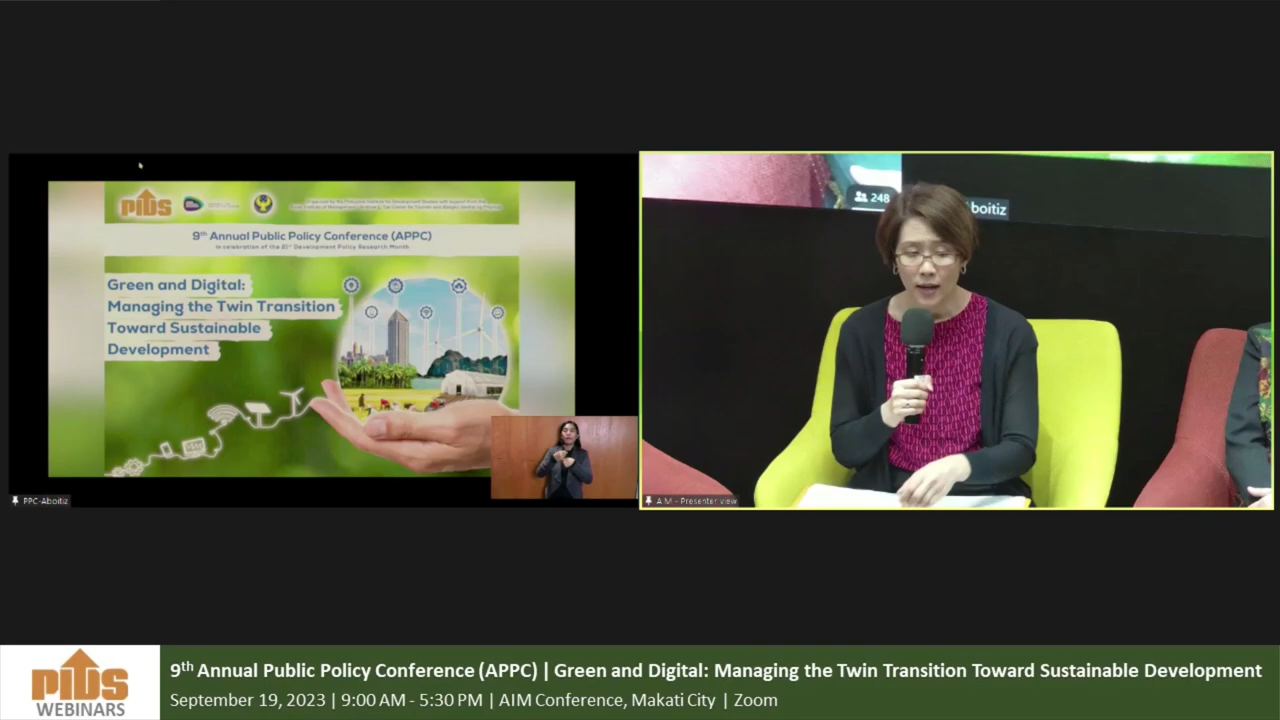 PIDS
9th Annual Public Policy Conference (APPC)
Green and Digital:
Managing the Twin Transition
Toward Sustainable
Development
PPC-Aboitiz
248
boitiz
AIM - Presenter view
PIDS
WEBINARS
9th Annual Public Policy Conference (APPC) | Green and Digital: Managing the Twin Transition Toward Sustainable Development
September 19, 2023 | 9:00 AM - 5:30 PM | AIM Conference, Makati City | Zoom